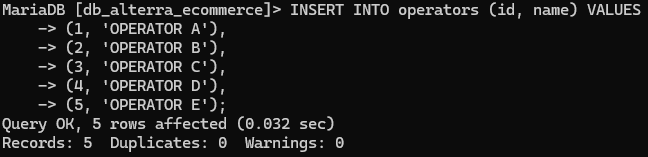 MariaDB [db_alterra_ecommerce]> INSERT INTO operators (id, name) VALUES
    -> (1, 'OPERATOR A'),
    -> (2, 'OPERATOR B'),
    -> (3, 'OPERATOR C'),
    -> (4, 'OPERATOR D'),
    -> (5, 'OPERATOR E');
Query OK, 5 rows affected (0.032 sec)
Records: 5  Duplicates: 0  Warnings: 0